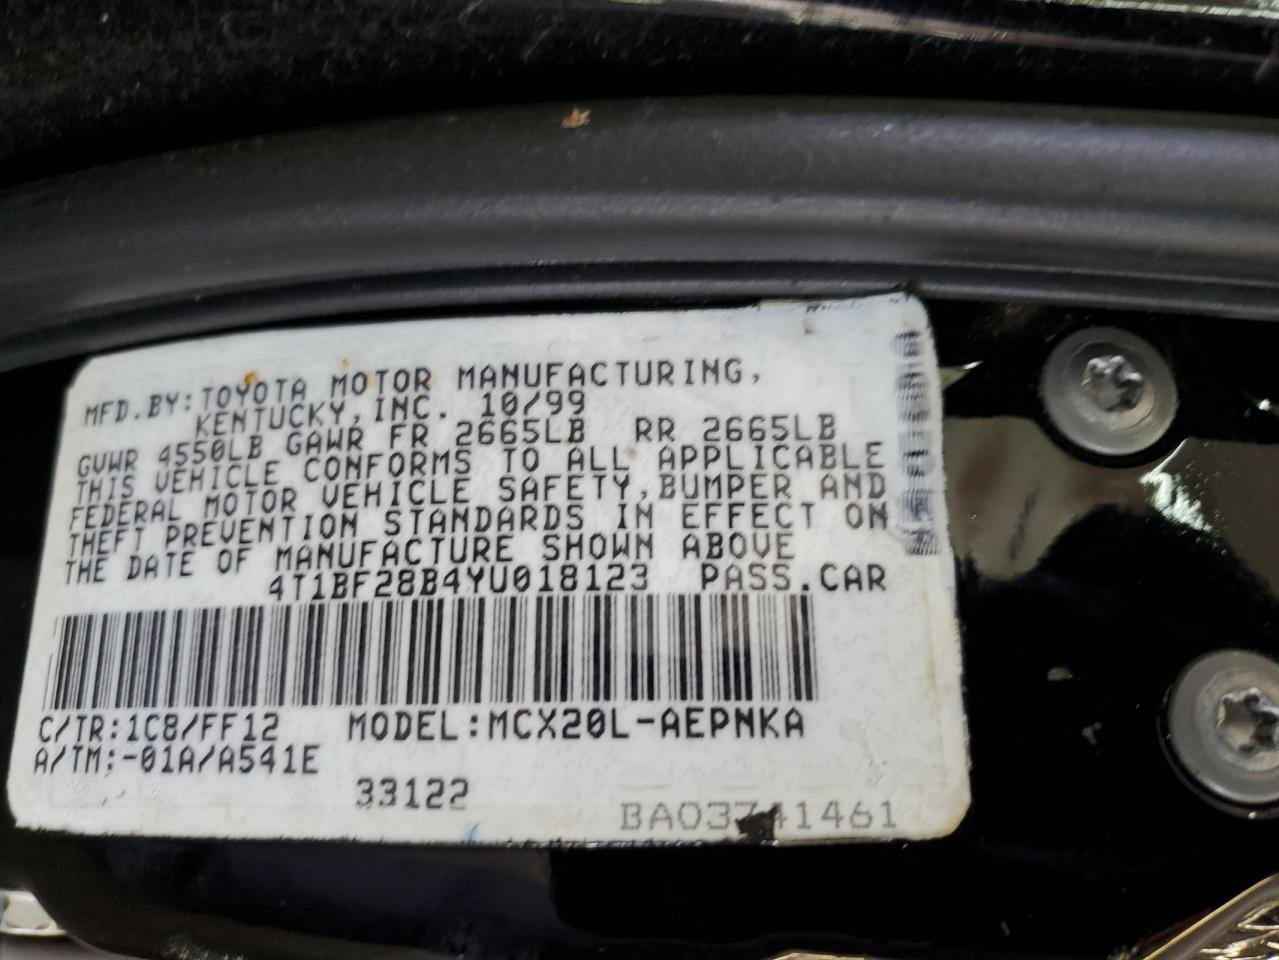 MFD.BY:TOYOTA MOTOR MANUFACTURING,
KENTUCKY,INC. 10/99
GVWR 4550LB GAWR FR 2665LB RR 2665LB
THIS VEHICLE CONFORMS TO ALL APPLICABLE
FEDERAL MOTOR VEHICLE SAFETY,BUMPER AND
THEFT PREVENTION STANDARDS IN EFFECT ON
THE DATE OF MANUFACTURE SHOWN ABOVE
4T1BF28B4YU018123 PASS.CAR
C/TR:1C8/FF12 MODEL:MCX20L-AEPNKA
A/TM:-01A/A541E
33122